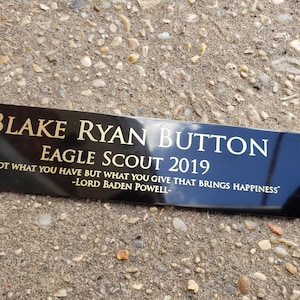 BLAKE RYAN BUTTON
EAGLE SCOUT 2019
OT WHAT YOU HAVE BUT WHAT YOU GIVE THAT BRINGS HAPPINESS"
-LORD BADEN POWELL-